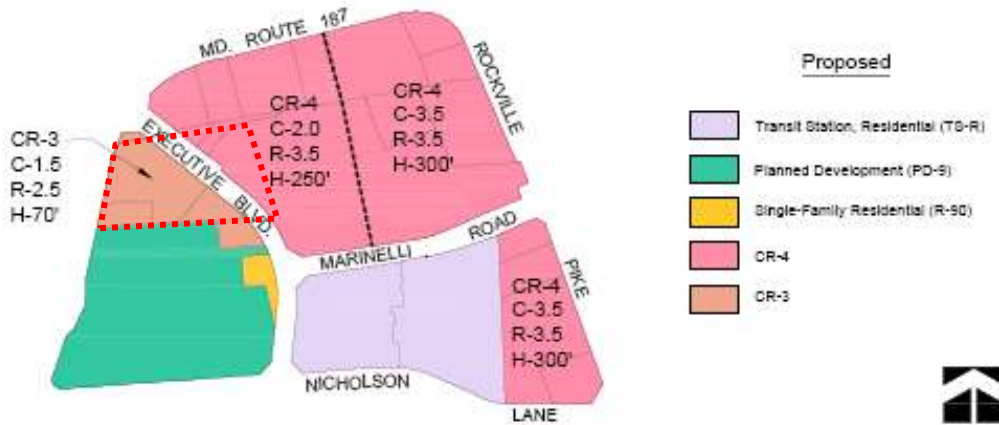 MD. ROUTE 187
ROCKVILLE
CR-4
C-2.0
R-3.5
H-250'
CR-4
C-3.5
R-3.5
H-300'
CR-3
C-1.5
R-2.5
H-70'
EXECUTIVE BLVD.
MARINELLI
ROAD
PIKE
CR-4
C-3.5
R-3.5
H-300'
NICHOLSON
LANE
Proposed
Transit Station, Residential (TS-R)
Planned Development (PD-9)
Single-Family Residential (R-90)
CR-4
CR-3